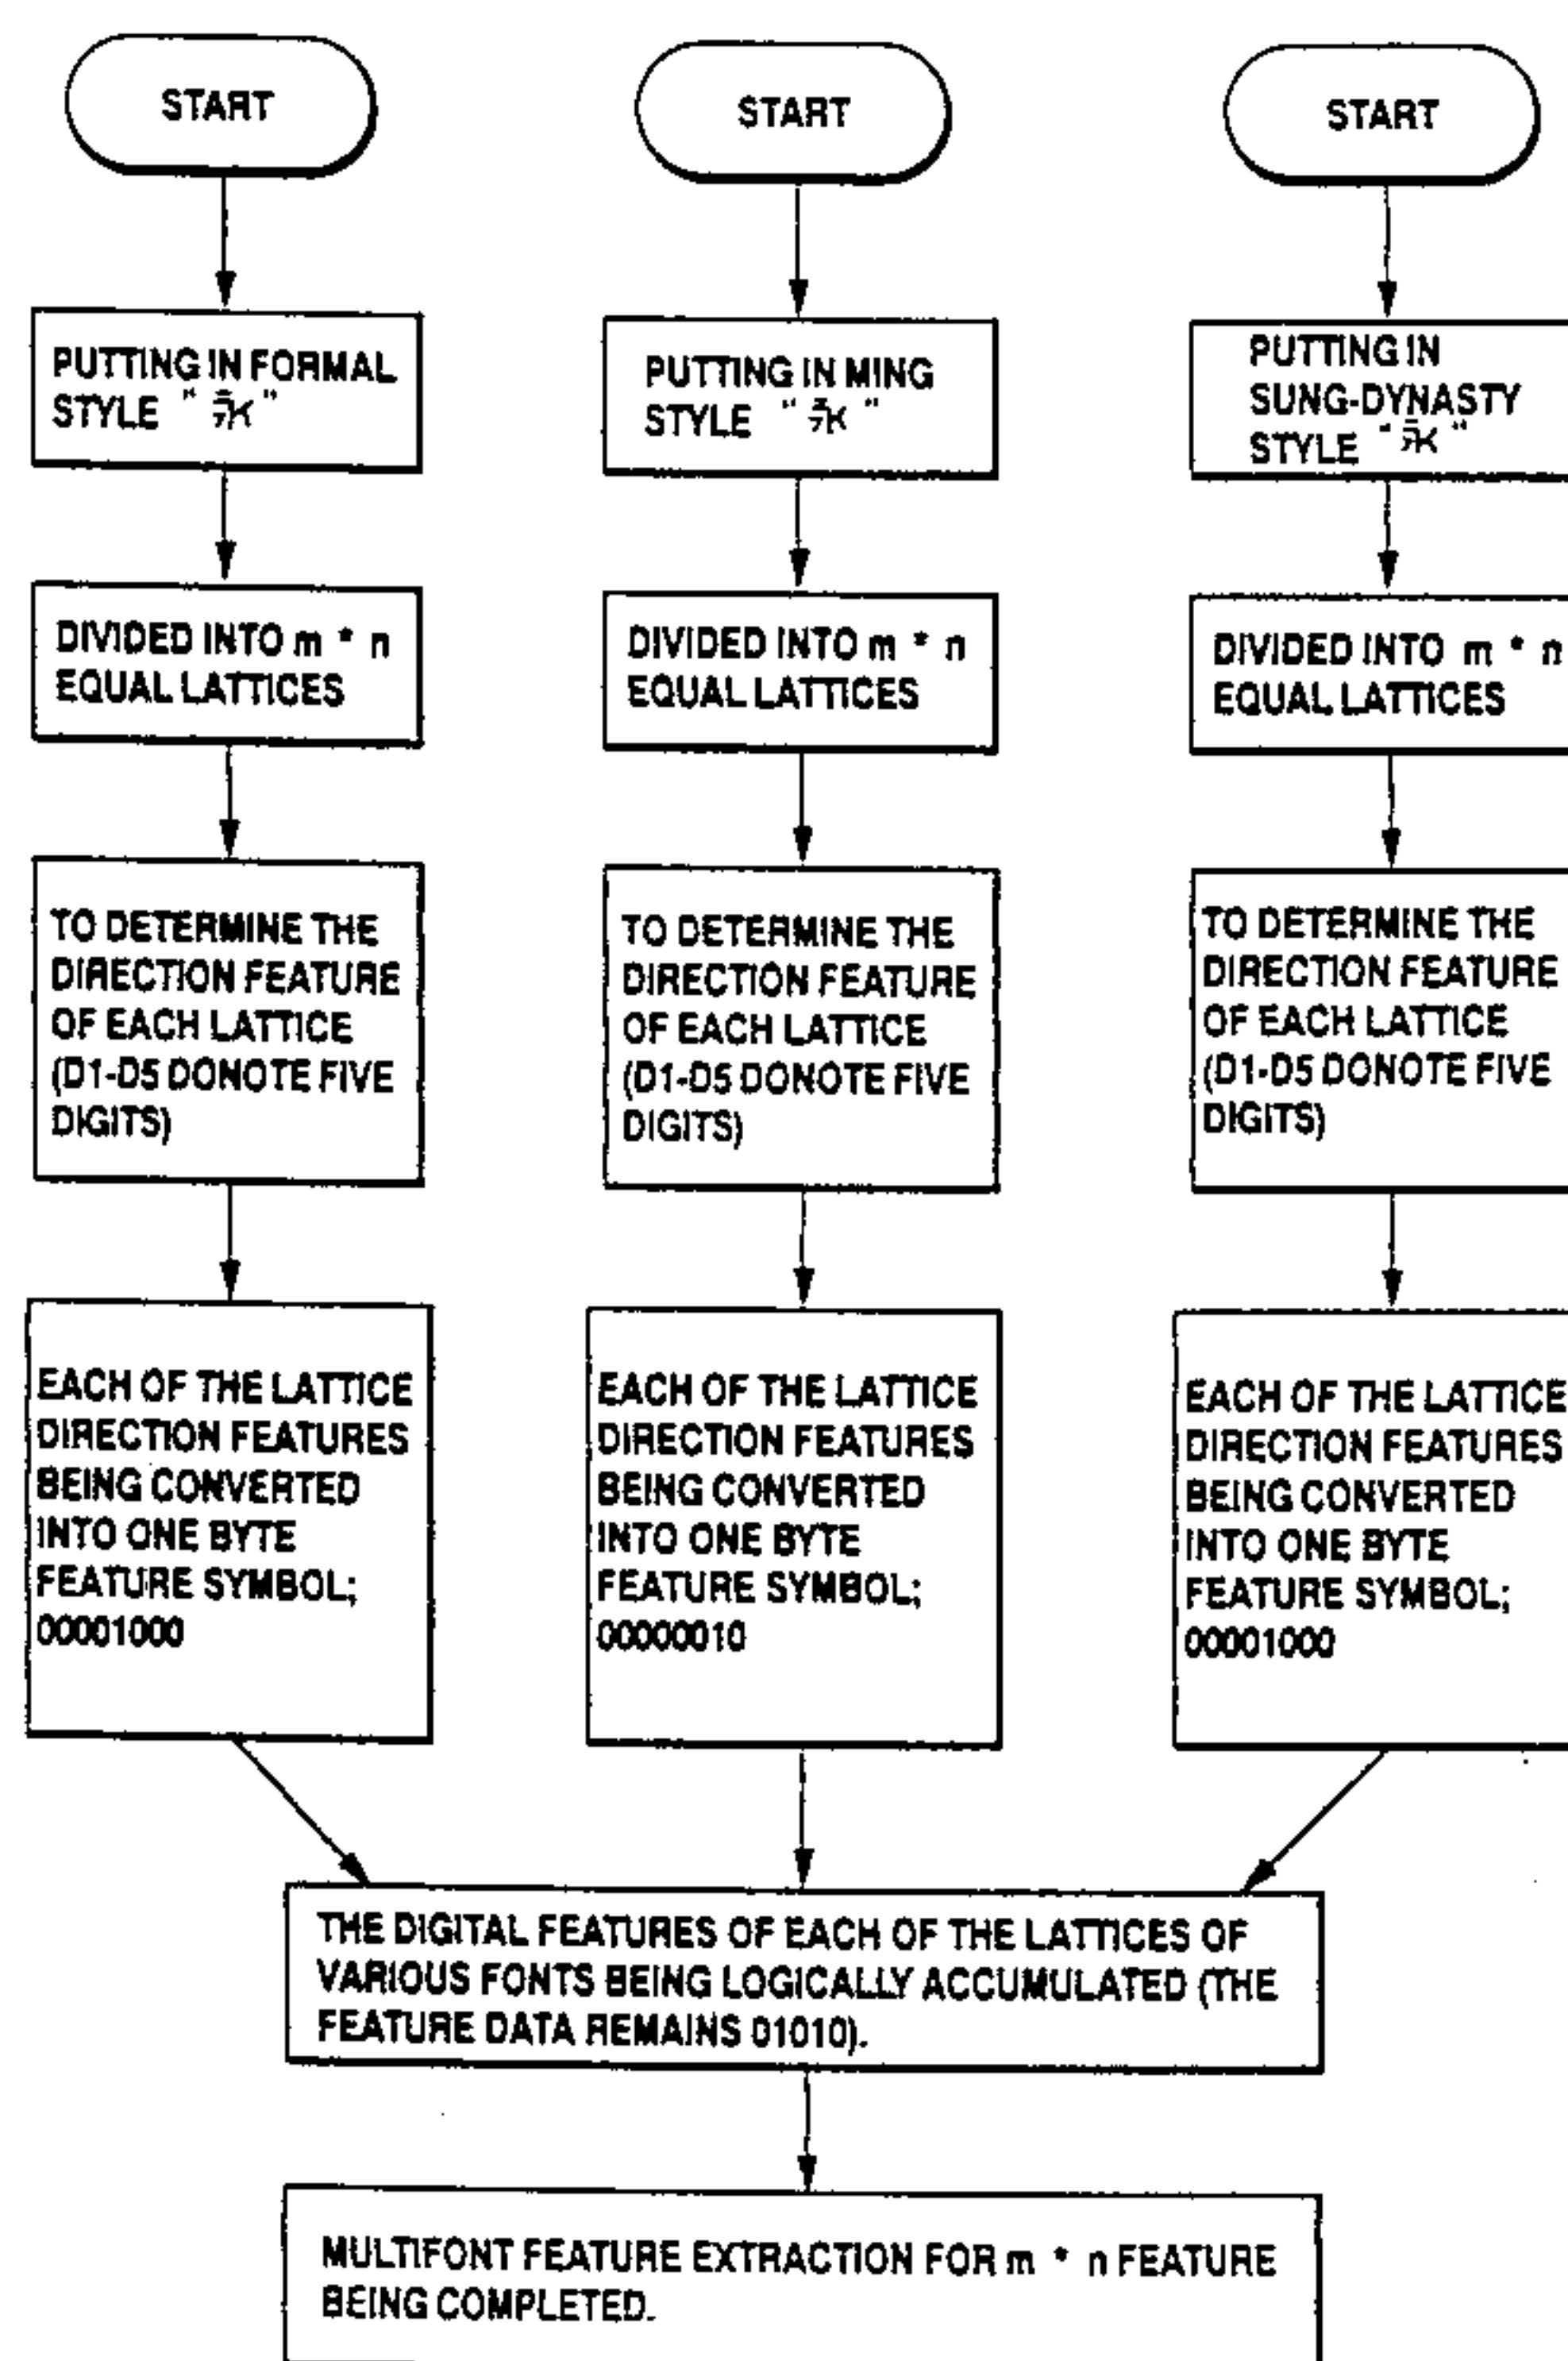 START
PUTTING IN FORMAL
STYLE "永"
DIVIDED INTO m * n
EQUAL LATTICES
TO DETERMINE THE
DIRECTION FEATURE
OF EACH LATTICE
(D1-D5 DONOTE FIVE
DIGITS)
EACH OF THE LATTICE
DIRECTION FEATURES
BEING CONVERTED
INTO ONE BYTE
FEATURE SYMBOL;
00001000
START
PUTTING IN MING
STYLE "永"
DIVIDED INTO m * n
EQUAL LATTICES
TO DETERMINE THE
DIRECTION FEATURE
OF EACH LATTICE
(D1-D5 DONOTE FIVE
DIGITS)
EACH OF THE LATTICE
DIRECTION FEATURES
BEING CONVERTED
INTO ONE BYTE
FEATURE SYMBOL;
00000010
START
PUTTING IN
SUNG-DYNASTY
STYLE "永"
DIVIDED INTO m * n
EQUAL LATTICES
TO DETERMINE THE
DIRECTION FEATURE
OF EACH LATTICE
(D1-D5 DONOTE FIVE
DIGITS)
EACH OF THE LATTICE
DIRECTION FEATURES
BEING CONVERTED
INTO ONE BYTE
FEATURE SYMBOL;
00001000
THE DIGITAL FEATURES OF EACH OF THE LATTICES OF
VARIOUS FONTS BEING LOGICALLY ACCUMULATED (THE
FEATURE DATA REMAINS 01010).
MULTIFONT FEATURE EXTRACTION FOR m * n FEATURE
BEING COMPLETED.